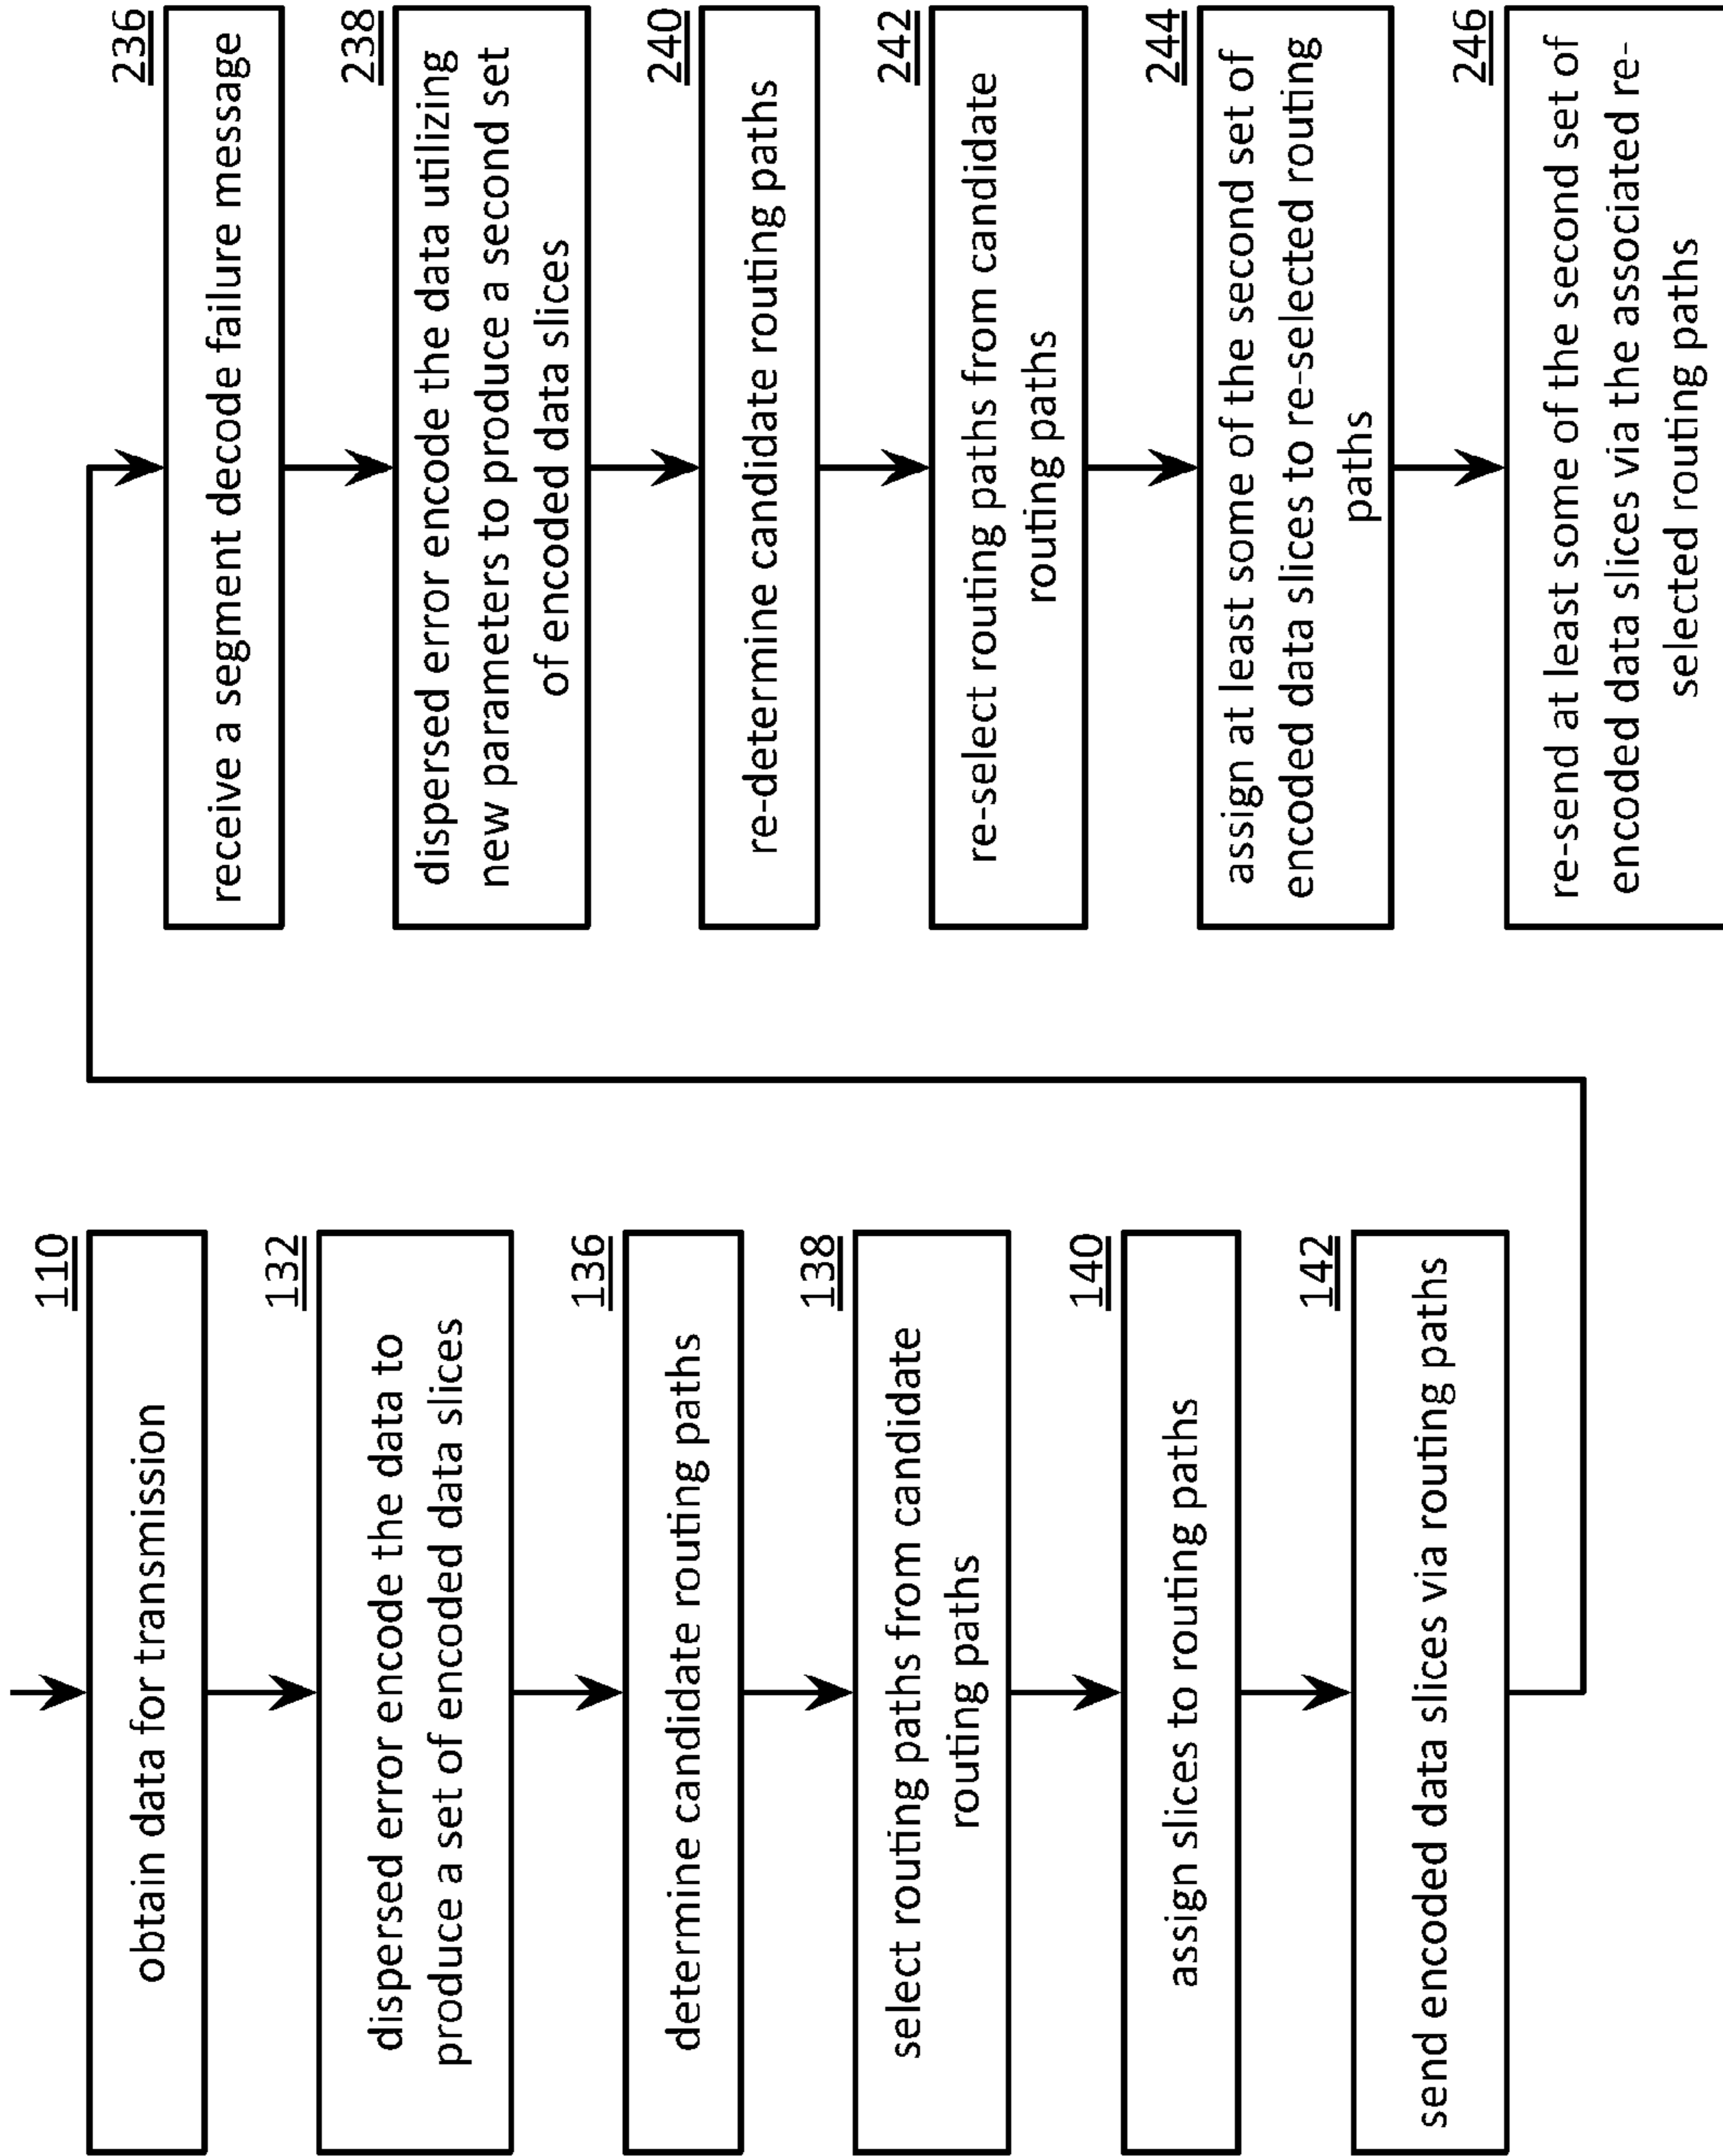 110
obtain data for transmission
132
dispersed error encode the data to
produce a set of encoded data slices
136
determine candidate routing paths
138
select routing paths from candidate
routing paths
140
assign slices to routing paths
142
send encoded data slices via routing paths
236
receive a segment decode failure message
238
dispersed error encode the data utilizing
new parameters to produce a second set
of encoded data slices
240
re-determine candidate routing paths
242
re-select routing paths from candidate
routing paths
244
assign at least some of the second set of
encoded data slices to re-selected routing
paths
246
re-send at least some of the second set of
encoded data slices via the associated re-
selected routing paths